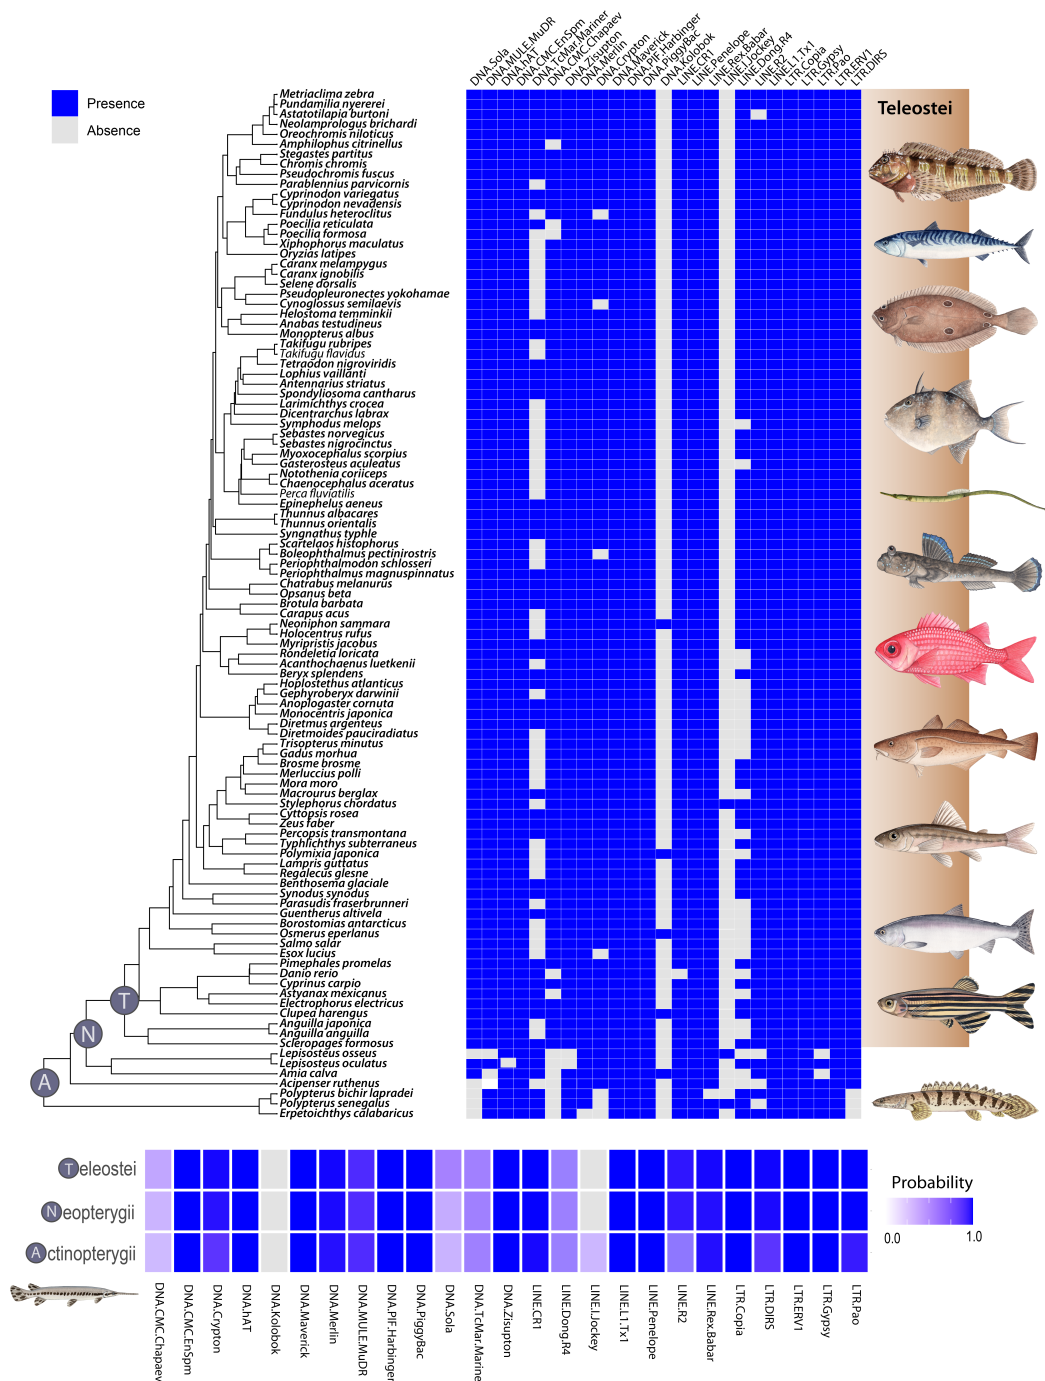 DNA.Sola
DNA.MULE.MuDR
DNA.hAT
DNA.CMC.EnSpm
DNA.TcMar.Mariner
DNA.CMC.Chapaev
DNA.Zisupton
DNA.Merlin
DNA.Crypton
DNA.Maverick
DNA.PIF.Harbinger
DNA.PiggyBac
DNA.Kolobok
LINE.CR1
LINE.Penelope
LINE.Rex.Babar
LINE.I.Jockey
LINE.Dong.R4
LINE.R2
LINE.L1.Tx1
LTR.Copia
LTR.Gypsy
LTR.Pao
LTR.ERV1
LTR.DIRS
Presence
Absence
Teleostei
Metriaclima zebra
Pundamilia nyererei
Astatotilapia burtoni
Neolamprologus brichardi
Oreochromis niloticus
Amphilophus citrinellus
Stegastes partitus
Chromis chromis
Pseudochromis fuscus
Parablennius parvicornis
Cyprinodon variegatus
Cyprinodon nevadensis
Fundulus heteroclitus
Poecilia reticulata
Poecilia formosa
Xiphophorus maculatus
Oryzias latipes
Caranx melampygus
Caranx ignobilis
Selene dorsalis
Pseudopleuronectes yokohamae
Cynoglossus semilaevis
Helostoma temminkii
Anabas testudineus
Monopterus albus
Takifugu rubripes
Takifugu flavidus
Tetraodon nigroviridis
Lophius vaillanti
Antennarius striatus
Spondyliosoma cantharus
Larimichthys crocea
Dicentrarchus labrax
Symphodus melops
Sebastes norvegicus
Sebastes nigrocinctus
Myoxocephalus scorpius
Gasterosteus aculeatus
Notothenia coriiceps
Chaenocephalus aceratus
Perca fluviatilis
Epinephelus aeneus
Thunnus albacares
Thunnus orientalis
Syngnathus typhle
Scartelaos histophorus
Boleophthalmus pectinirostris
Periophthalmodon schlosseri
Periophthalmus magnuspinnatus
Chatrabus melanurus
Opsanus beta
Brotula barbata
Carapus acus
Neoniphon sammara
Holocentrus rufus
Myripristis jacobus
Rondeletia loricata
Acanthochaenus luetkenii
Beryx splendens
Hoplostethus atlanticus
Gephyroberyx darwinii
Anoplogaster cornuta
Monocentris japonica
Diretmus argenteus
Diretmoides pauciradiatus
Trisopterus minutus
Gadus morhua
Brosme brosme
Merluccius polli
Mora moro
Macrourus berglax
Stylephorus chordatus
Cyttopsis rosea
Zeus faber
Percopsis transmontana
Typhlichthys subterraneus
Polymixia japonica
Lampris guttatus
Regalecus glesne
Benthosema glaciale
Synodus synodus
Parasudis fraserbrunneri
Guentherus altivela
Borostomias antarcticus
Osmerus eperlanus
Salmo salar
Esox lucius
Pimephales promelas
Danio rerio
Cyprinus carpio
Astyanax mexicanus
Electrophorus electricus
Clupea harengus
Anguilla japonica
Anguilla anguilla
Scleropages formosus
Lepisosteus osseus
Lepisosteus oculatus
Amia calva
Acipenser ruthenus
Polypterus bichir lapradei
Polypterus senegalus
Erpetoichthys calabaricus
T
N
A
Teleostei
Neopterygii
Actinopterygii
Probability
0.0
1.0
DNA.CMC.Chapaev
DNA.CMC.EnSpm
DNA.Crypton
DNA.hAT
DNA.Kolobok
DNA.Maverick
DNA.Merlin
DNA.MULE.MuDR
DNA.PIF.Harbinger
DNA.PiggyBac
DNA.Sola
DNA.TcMar.Marine
DNA.Zisupton
LINE.CR1
LINE.Dong.R4
LINE.I.Jockey
LINE.L1.Tx1
LINE.Penelope
LINE.R2
LINE.Rex.Babar
LTR.Copia
LTR.DIRS
LTR.ERV1
LTR.Gypsy
LTR.Pao